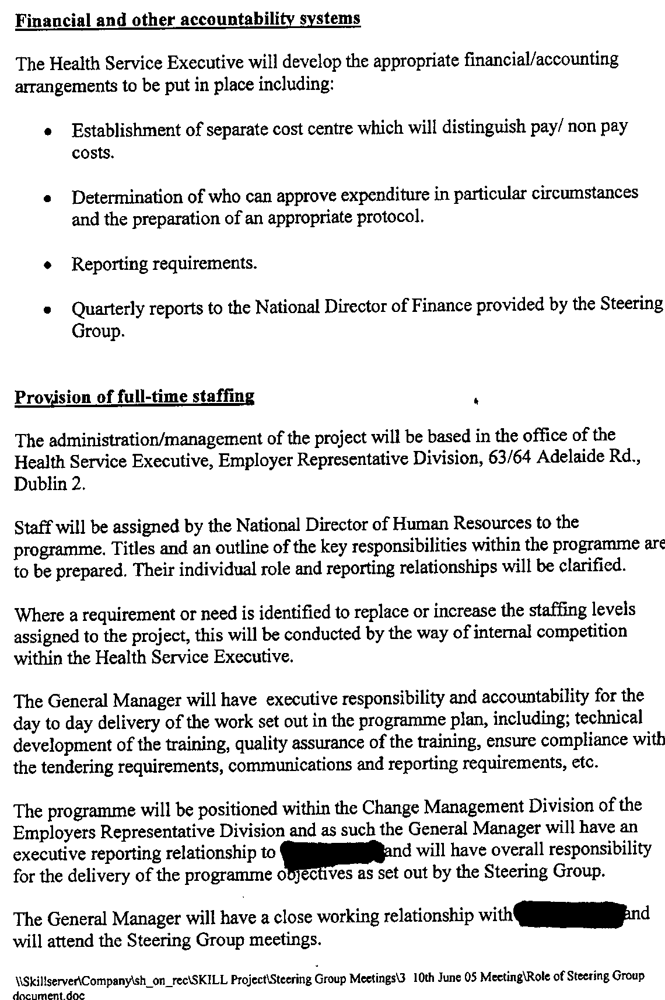 Financial and other accountability systems
The Health Service Executive will develop the appropriate financial/accounting
arrangements to be put in place including:
• Establishment of separate cost centre which will distinguish pay/ non pay
costs.
• Determination of who can approve expenditure in particular circumstances
and the preparation of an appropriate protocol.
• Reporting requirements.
• Quarterly reports to the National Director of Finance provided by the Steering
Group.
Provision of full-time staffing
The administration/management of the project will be based in the office of the
Health Service Executive, Employer Representative Division, 63/64 Adelaide Rd.,
Dublin 2.
Staff will be assigned by the National Director of Human Resources to the
programme. Titles and an outline of the key responsibilities within the programme are
to be prepared. Their individual role and reporting relationships will be clarified.
Where a requirement or need is identified to replace or increase the staffing levels
assigned to the project, this will be conducted by the way of internal competition
within the Health Service Executive.
The General Manager will have executive responsibility and accountability for the
day to day delivery of the work set out in the programme plan, including; technical
development of the training, quality assurance of the training, ensure compliance with
the tendering requirements, communications and reporting requirements, etc.
The programme will be positioned within the Change Management Division of the
Employers Representative Division and as such the General Manager will have an
executive reporting relationship to and will have overall responsibility
for the delivery of the programme objectives as set out by the Steering Group.
The General Manager will have a close working relationship with and
will attend the Steering Group meetings.
\\Skillserver\Company\sh_on_rec\SKILL Project\Steering Group Meetings\3 10th June 05 Meeting\Role of Steering Group
document.doc